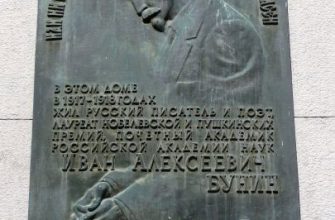 В ЭТОМ ДОМЕ
В 1917-1918 ГОДАХ
ЖИЛ РУССКИЙ ПИСАТЕЛЬ И ПОЭТ
ЛАУРЕАТ НОБЕЛЕВСКОЙ И ПУШКИНСКИХ
ПРЕМИЙ, ПОЧЕТНЫЙ АКАДЕМИК
РОССИЙСКОЙ АКАДЕМИИ НАУК
ИВАН АЛЕКСЕЕВИЧ
БУНИН